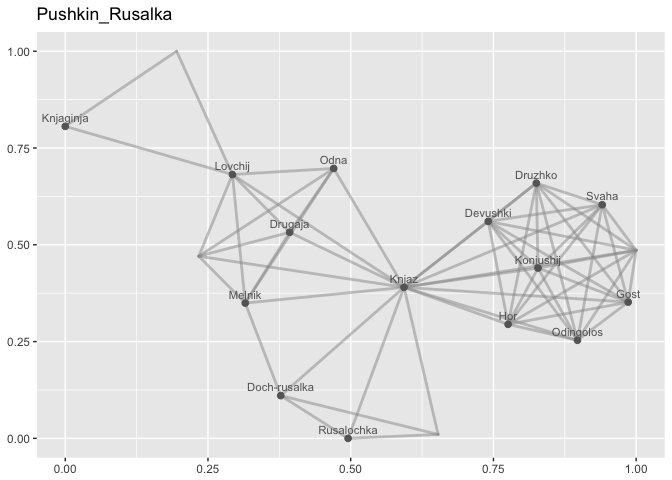 Pushkin_Rusalka
1.00
Knjaginja
0.75
Lovchij
Odna
Druzhko
Svaha
Drugaja
Devushki
0.50
Konjushij
Melnik
Kniaz
Gost
Hor
Odingolos
0.25
Doch-rusalka
Rusalochka
0.00
0.00 0.25 0.50 0.75 1.00